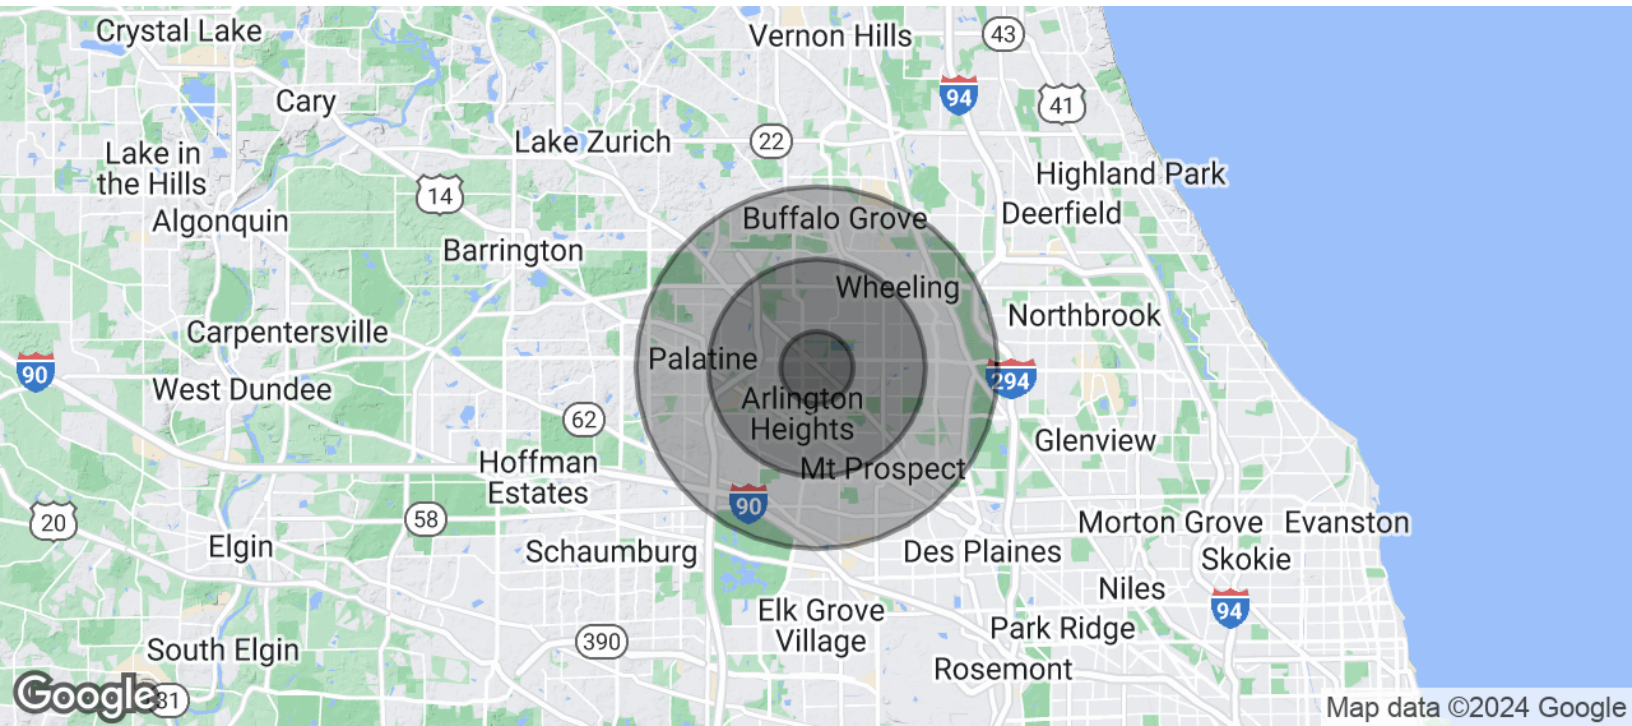 Crystal Lake
Vernon Hills
43
94
41
Cary
22
Lake Zurich
Lake in
the Hills
Highland Park
14
Algonquin
Buffalo Grove
Deerfield
Barrington
Wheeling
Northbrook
Carpentersville
Palatine
90
294
West Dundee
Arlington
Heights
62
Glenview
Hoffman
Estates
Mt Prospect
90
20
58
Morton Grove
Evanston
Elgin
Schaumburg
Des Plaines
Skokie
Niles
94
Elk Grove
Village
Park Ridge
390
South Elgin
Rosemont
Google
31
Map data ©2024 Google